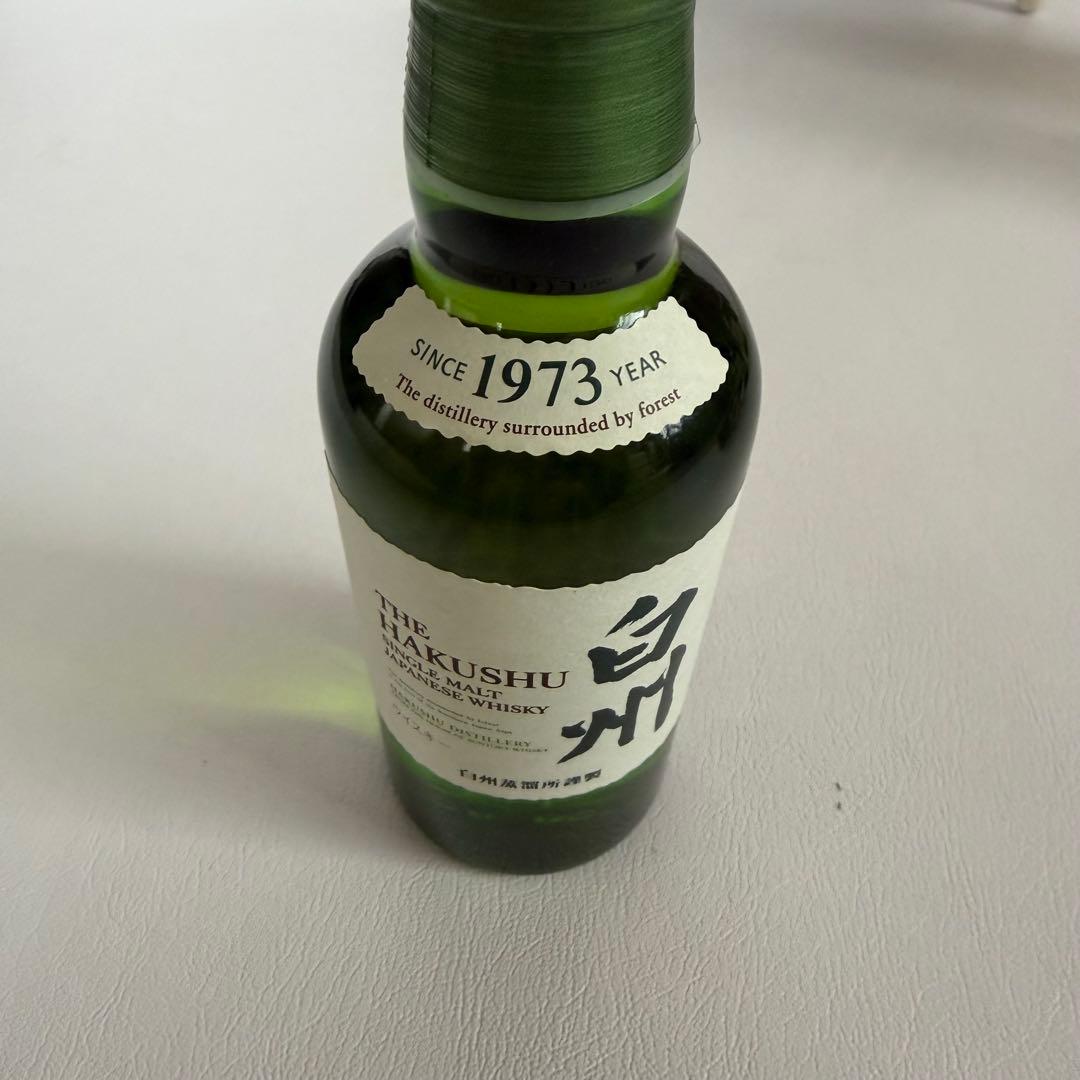 SINCE 1973 YEAR
The distillery surrounded by forest
THE
HAKUSHU
SINGLE MALT
JAPANESE WHISKY
HAKUSHU DISTILLERY
ウイスキー
白州
白州蒸溜所謹製